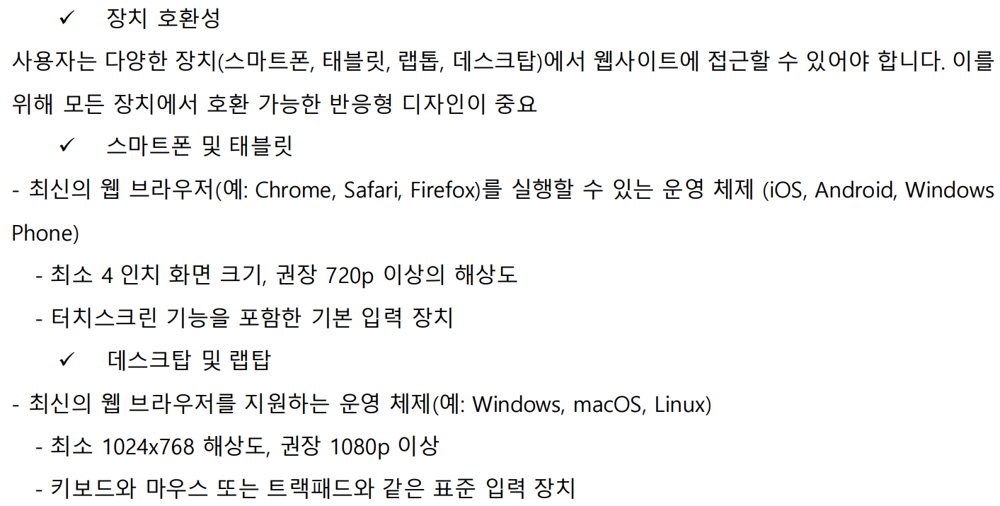 ✓ 장치 호환성
사용자는 다양한 장치(스마트폰, 태블릿, 랩톱, 데스크탑)에서 웹사이트에 접근할 수 있어야 합니다. 이를
위해 모든 장치에서 호환 가능한 반응형 디자인이 중요
✓ 스마트폰 및 태블릿
- 최신의 웹 브라우저(예: Chrome, Safari, Firefox)를 실행할 수 있는 운영 체제 (iOS, Android, Windows
Phone)
- 최소 4 인치 화면 크기, 권장 720p 이상의 해상도
- 터치스크린 기능을 포함한 기본 입력 장치
✓ 데스크탑 및 랩탑
- 최신의 웹 브라우저를 지원하는 운영 체제(예: Windows, macOS, Linux)
- 최소 1024x768 해상도, 권장 1080p 이상
- 키보드와 마우스 또는 트랙패드와 같은 표준 입력 장치